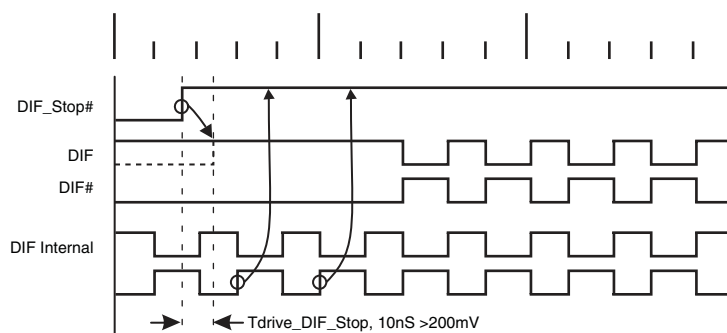 DIF_Stop#
DIF
DIF#
DIF Internal
Tdrive_DIF_Stop, 10nS >200mV